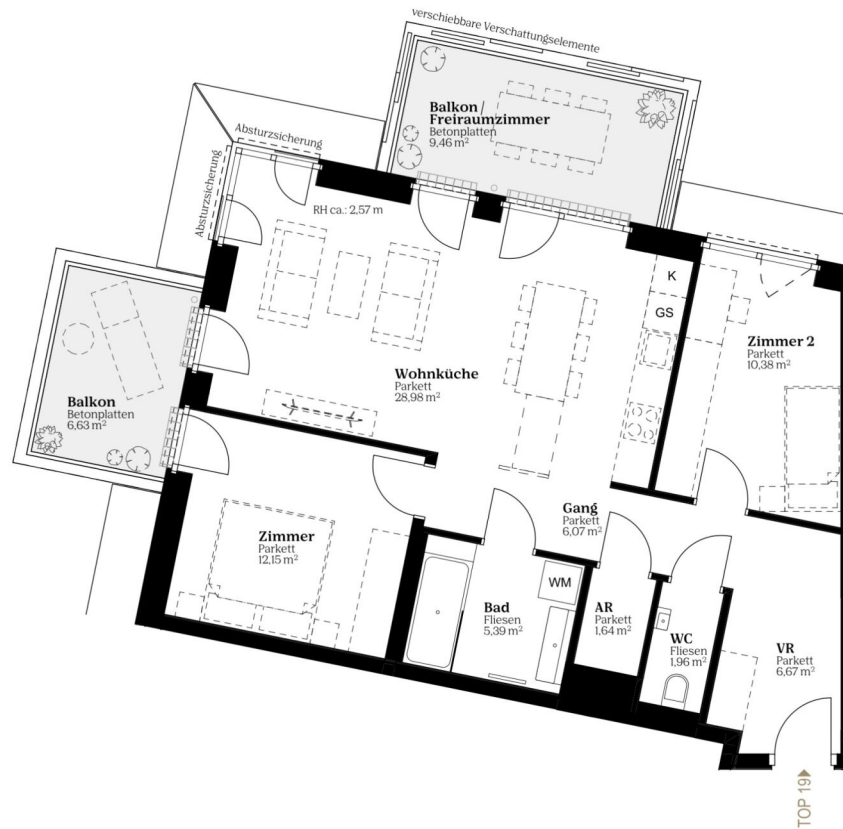 verschiebbare Verschattungselemente
Balkon /
Freiraumzimmer
Betonplatten
9,46 m²
Absturzsicherung
Absturzsicherung
RH ca.: 2,57 m
K
GS
Zimmer 2
Parkett
10,38 m²
Wohnküche
Parkett
28,98 m²
Balkon
Betonplatten
6,63 m²
Gang
Parkett
6,07 m²
Zimmer
Parkett
12,15 m²
WM
Bad
Fliesen
5,39 m²
AR
Parkett
1,64 m²
WC
Fliesen
1,96 m²
VR
Parkett
6,67 m²
TOP 19